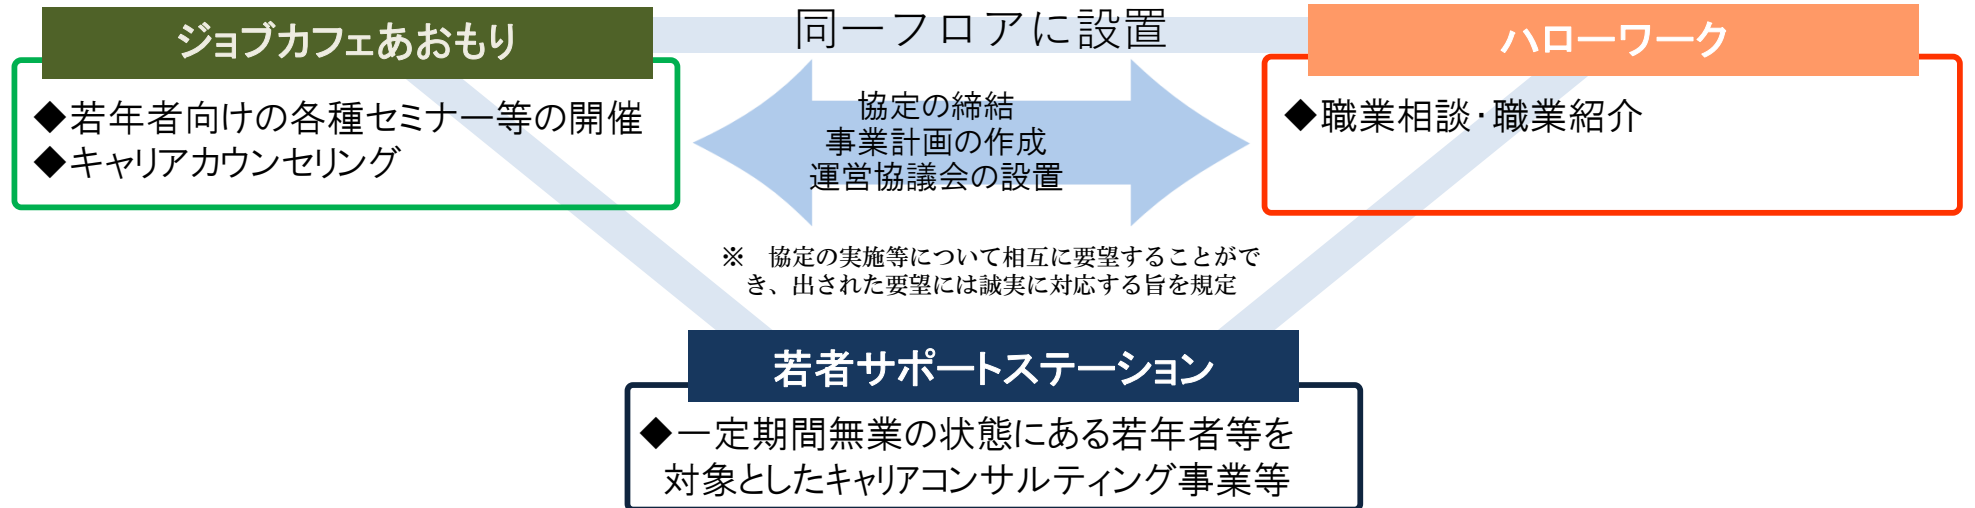 同一フロアに設置
ジョブカフェあおもり
◆若年者向けの各種セミナー等の開催
◆キャリアカウンセリング
協定の締結
事業計画の作成
運営協議会の設置
ハローワーク
◆職業相談・職業紹介
※　協定の実施等について相互に要望することがで
き、出された要望には誠実に対応する旨を規定
若者サポートステーション
◆一定期間無業の状態にある若年者等を
対象としたキャリアコンサルティング事業等